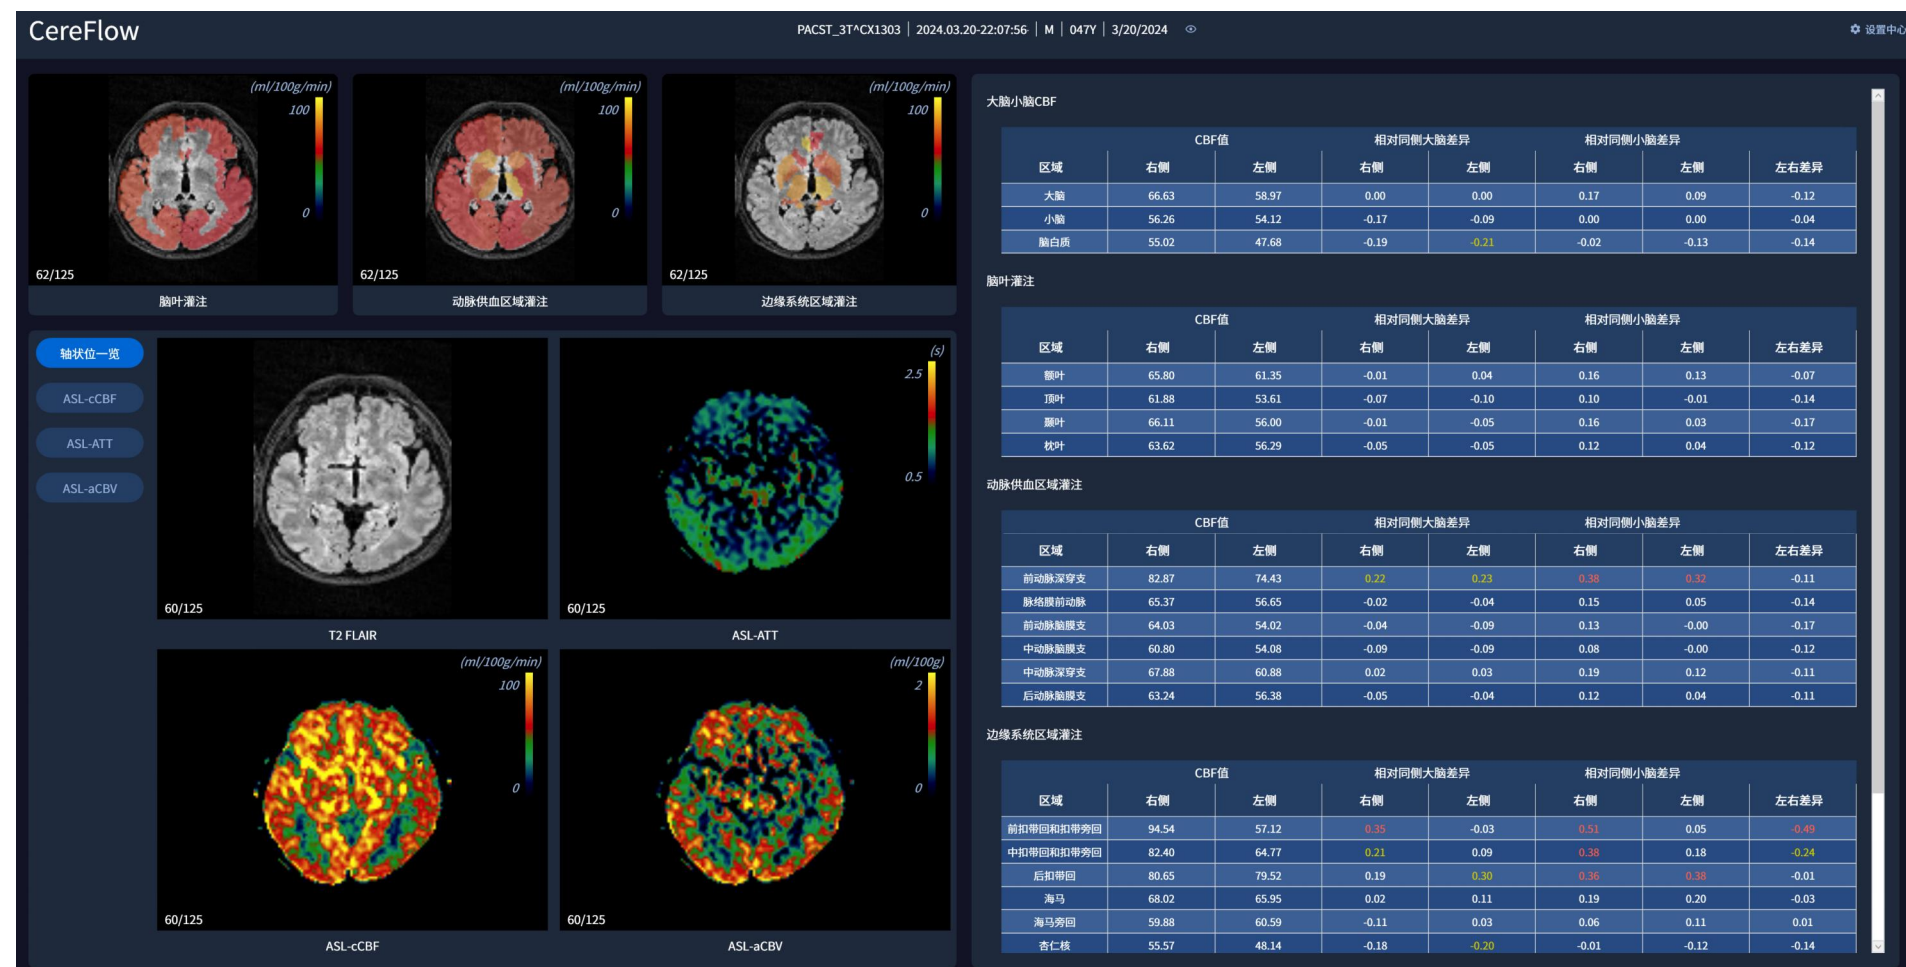 CereFlow
PACST_3T^CX1303 | 2024.03.20-22:07:56 | M | 047Y | 3/20/2024
设置中心
(ml/100g/min)
100
0
62/125
脑叶灌注
(ml/100g/min)
100
0
62/125
动脉供血区域灌注
(ml/100g/min)
100
0
62/125
边缘系统区域灌注
轴状位一览
ASL-cCBF
ASL-ATT
ASL-aCBV
60/125
T2 FLAIR
(s)
2.5
0.5
60/125
ASL-ATT
(ml/100g/min)
100
0
60/125
ASL-cCBF
(ml/100g)
2
0
60/125
ASL-aCBV
大脑小脑CBF
CBF值 相对同侧大脑差异 相对同侧小脑差异
区域 右侧 左侧 右侧 左侧 右侧 左侧 左右差异
大脑 66.63 58.97 0.00 0.00 0.17 0.09 -0.12
小脑 56.26 54.12 -0.17 -0.09 0.00 0.00 -0.04
脑白质 55.02 47.68 -0.19 -0.21 -0.02 -0.13 -0.14
脑叶灌注
CBF值 相对同侧大脑差异 相对同侧小脑差异
区域 右侧 左侧 右侧 左侧 右侧 左侧 左右差异
额叶 65.80 61.35 -0.01 0.04 0.16 0.13 -0.07
顶叶 61.88 53.61 -0.07 -0.10 0.10 -0.01 -0.14
颞叶 66.11 56.00 -0.01 -0.05 0.16 0.03 -0.17
枕叶 63.62 56.29 -0.05 -0.05 0.12 0.04 -0.12
动脉供血区域灌注
CBF值 相对同侧大脑差异 相对同侧小脑差异
区域 右侧 左侧 右侧 左侧 右侧 左侧 左右差异
前动脉深穿支 82.87 74.43 0.22 0.23 0.38 0.32 -0.11
脉络膜前动脉 65.37 56.65 -0.02 -0.04 0.15 0.05 -0.14
前动脉脑膜支 64.03 54.02 -0.04 -0.09 0.13 -0.00 -0.17
中动脉脑膜支 60.80 54.08 -0.09 -0.09 0.08 -0.00 -0.12
中动脉深穿支 67.88 60.88 0.02 0.03 0.19 0.12 -0.11
后动脉脑膜支 63.24 56.38 -0.05 -0.04 0.12 0.04 -0.11
边缘系统区域灌注
CBF值 相对同侧大脑差异 相对同侧小脑差异
区域 右侧 左侧 右侧 左侧 右侧 左侧 左右差异
前扣带回和扣带旁回 94.54 57.12 0.35 -0.03 0.51 0.05 -0.49
中扣带回和扣带旁回 82.40 64.77 0.21 0.09 0.38 0.18 -0.24
后扣带回 80.65 79.52 0.19 0.30 0.36 0.38 -0.01
海马 68.02 65.95 0.02 0.11 0.19 0.20 -0.03
海马旁回 59.88 60.59 -0.11 0.03 0.06 0.11 0.01
杏仁核 55.57 48.14 -0.18 -0.20 -0.01 -0.12 -0.14